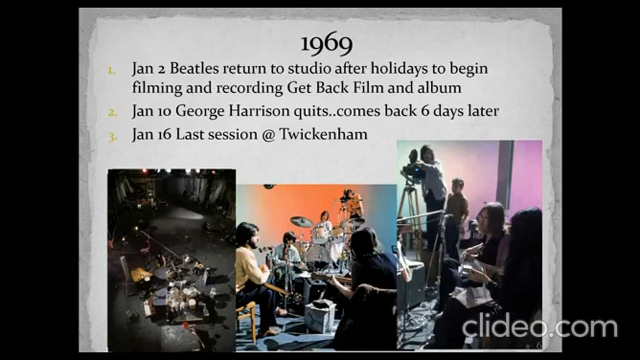 1969
1. Jan 2 Beatles return to studio after holidays to begin
filming and recording Get Back Film and album
2. Jan 10 George Harrison quits..comes back 6 days later
3. Jan 16 Last session @ Twickenham
clideo.com